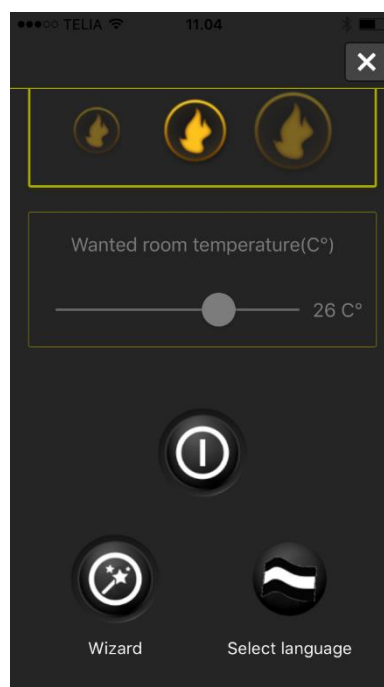 TELIA
11.04
Wanted room temperature(C°)
26 C°
Wizard
Select language